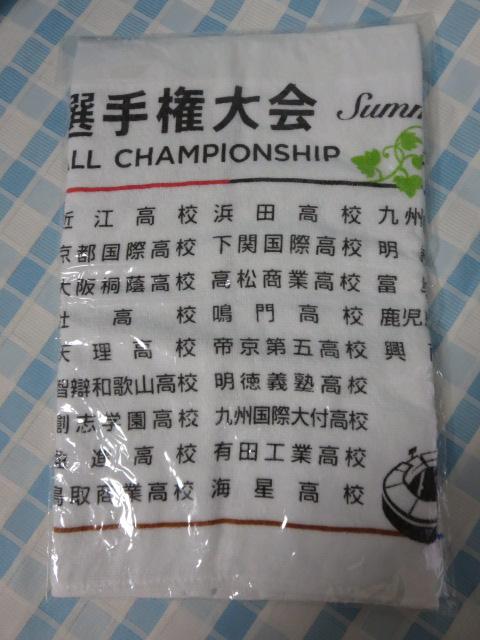 選手権大会 Summ
ALL CHAMPIONSHIP
近江高校 浜田高校 九州
京都国際高校 下関国際高校 明
大阪桐蔭高校 高松商業高校 富
社高校 鳴門高校 鹿児
天理高校 帝京第五高校 興
智辯和歌山高校 明徳義塾高校
創志学園高校 九州国際大付高校
高校 有田工業高校
鳥取商業高校 海星高校